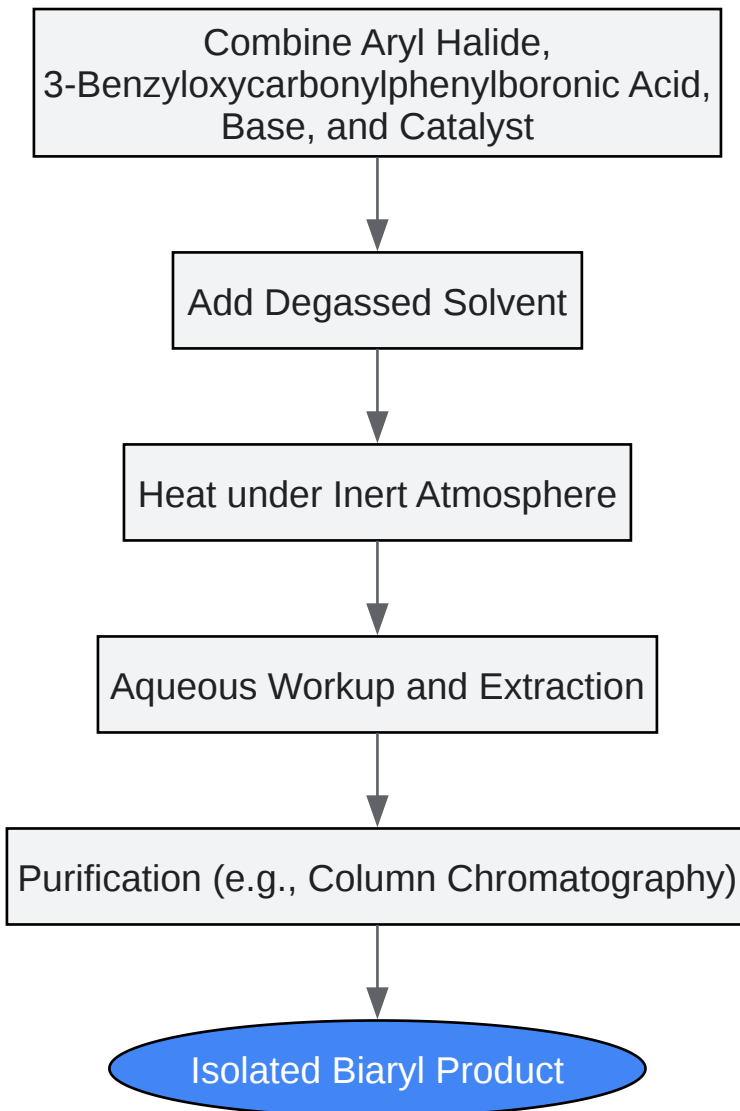 Combine Aryl Halide,
3-Benzyloxycarbonylphenylboronic Acid,
Base, and Catalyst
Add Degassed Solvent
Heat under Inert Atmosphere
Aqueous Workup and Extraction
Purification (e.g., Column Chromatography)
Isolated Biaryl Product